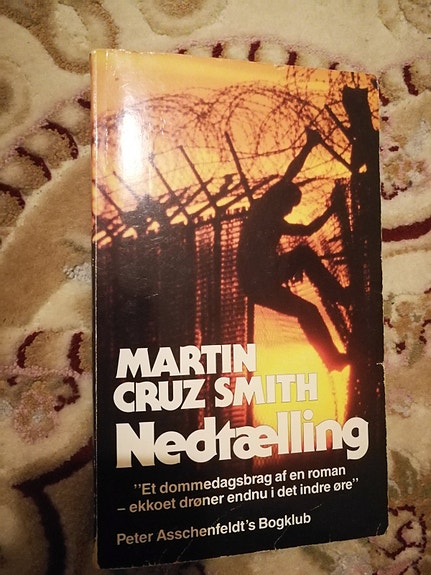 MARTIN
CRUZ SMITH
Nedtælling
"Et dommedagsbrag af en roman
– ekkoet drøner endnu i det indre øre"
Peter Asschenfeldt's Bogklub